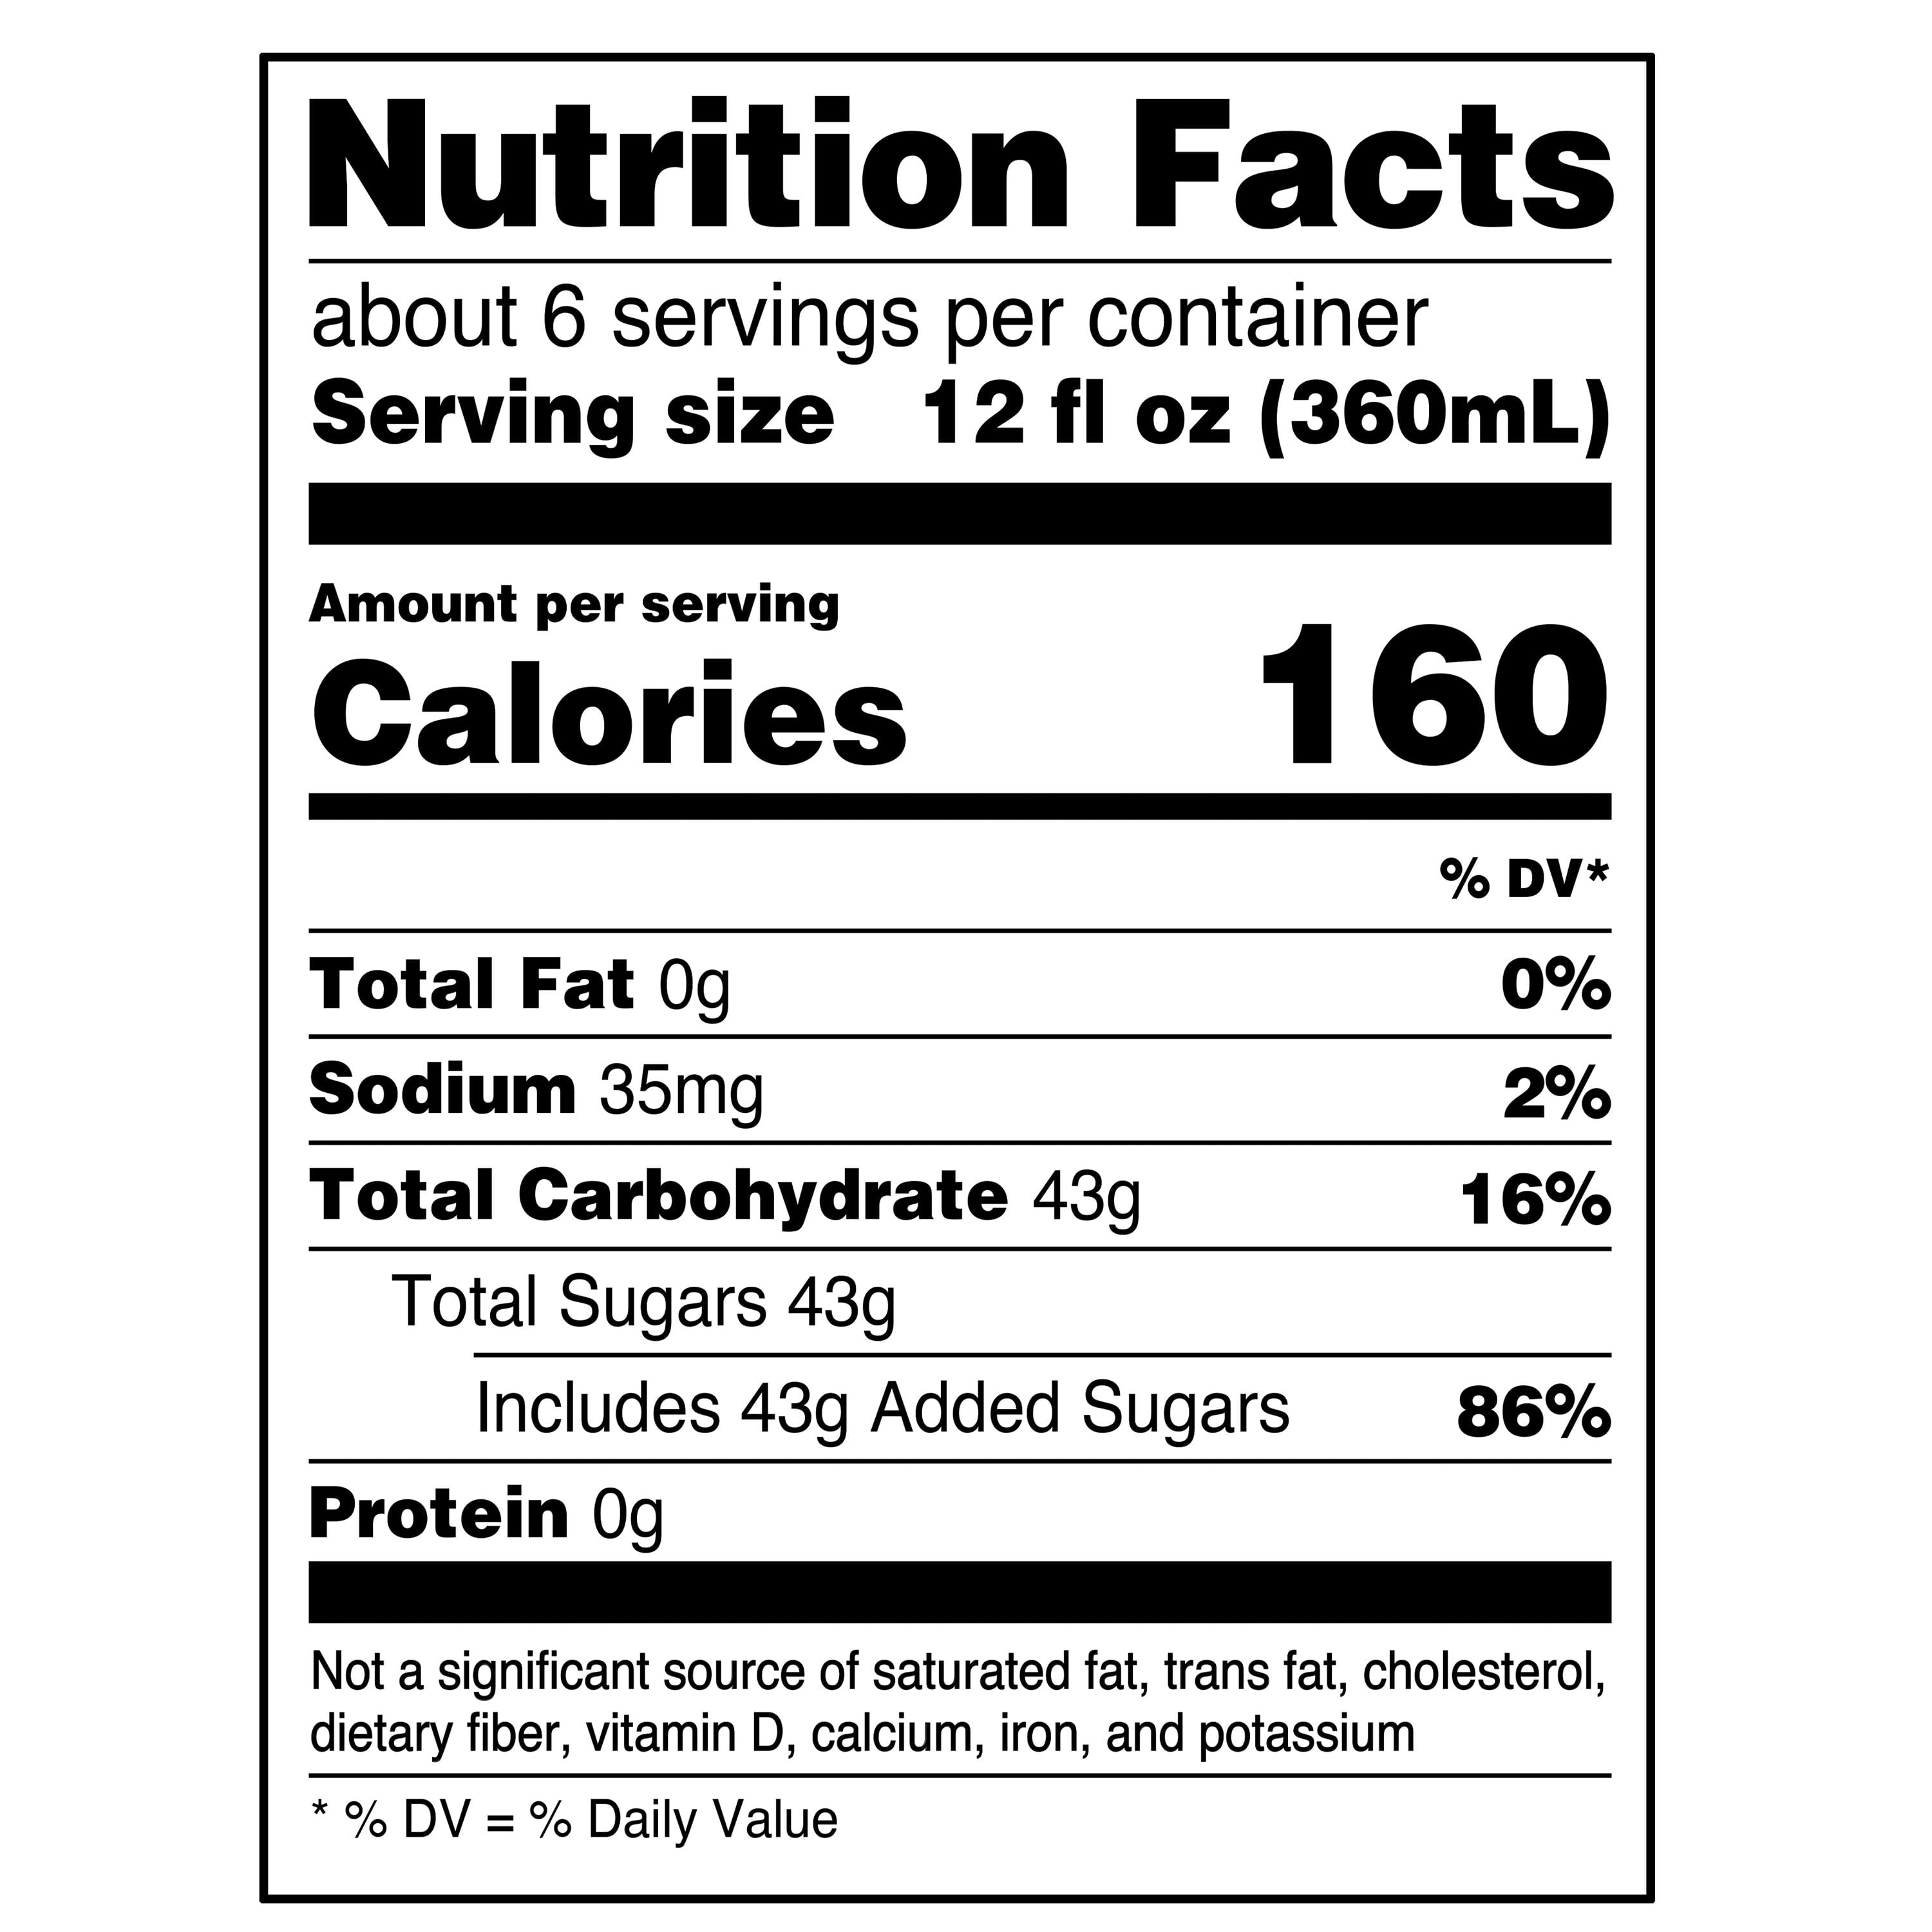 Nutrition Facts
about 6 servings per container
Serving size 12 fl oz (360mL)
Amount per serving
Calories 160
% DV*
Total Fat 0g 0%
Sodium 35mg 2%
Total Carbohydrate 43g 16%
Total Sugars 43g
Includes 43g Added Sugars 86%
Protein 0g
Not a significant source of saturated fat, trans fat, cholesterol,
dietary fiber, vitamin D, calcium, iron, and potassium
* % DV = % Daily Value